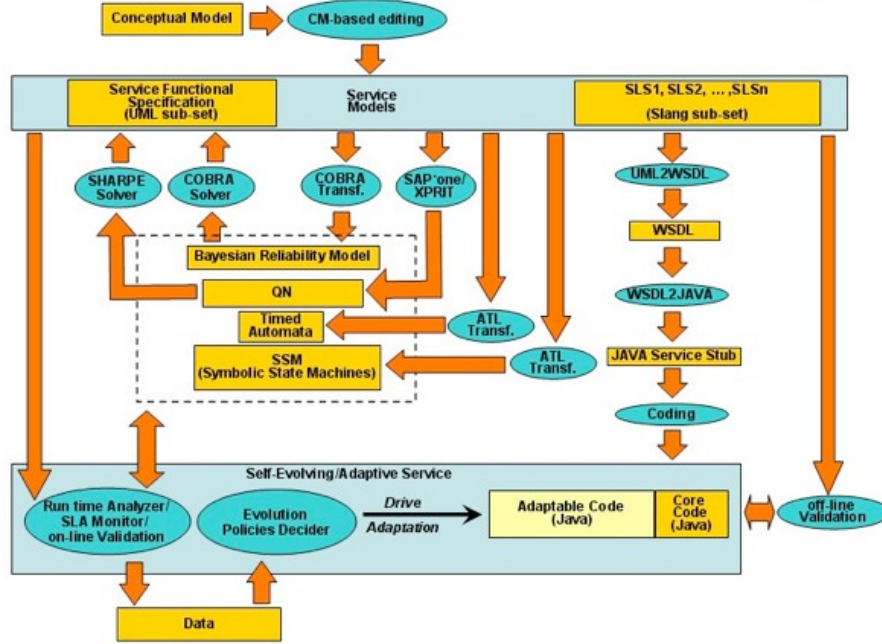 Conceptual Model
CM-based editing
Service Functional
Specification
(UML sub-set)
Service
Models
SLS1, SLS2, ... ,SLSn
(Slang sub-set)
SHARPE
Solver
COBRA
Solver
COBRA
Transf.
SAP*one/
XPRIT
UML2WSDL
WSDL
Bayesian Reliability Model
QN
WSDL2JAVA
Timed
Automata
ATL
Transf.
SSM
(Symbolic State Machines)
ATL
Transf.
JAVA Service Stub
Coding
Self-Evolving/Adaptive Service
Run time Analyzer/
SLA Monitor/
on-line Validation
Evolution
Policies Decider
Drive
Adaptation
Adaptable Code
(Java)
Core
Code
(Java)
off-line
Validation
Data